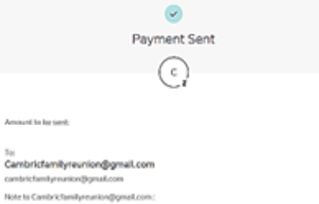 Payment Sent
C
Amount to be sent:
To:
Cambricfamilyreunion@gmail.com
cambricfamilyreunion@gmail.com
Note to Cambricfamilyreunion@gmail.com: